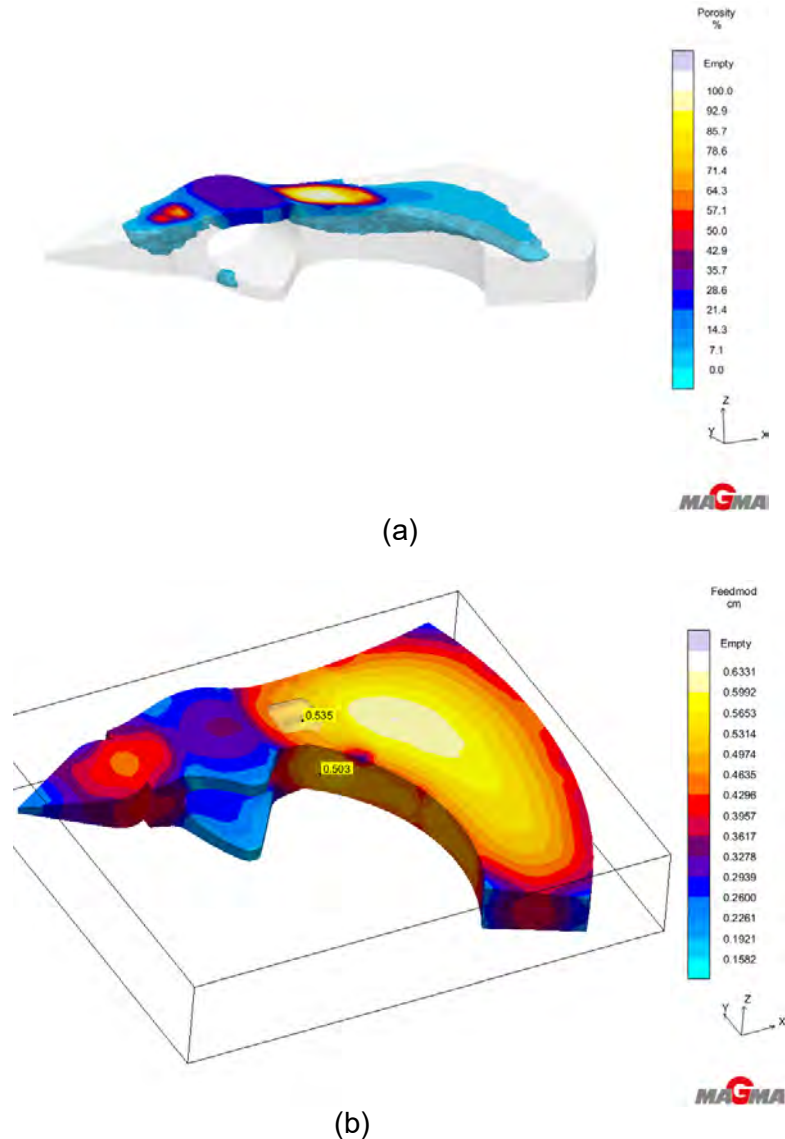 Porosity
%
Empty
100.0
92.9
85.7
78.6
71.4
64.3
57.1
50.0
42.9
35.7
28.6
21.4
14.3
7.1
0.0
Z
Y X
MAGMA
(a)
Feedmod
cm
Empty
0.6331
0.5992
0.5653
0.5314
0.4974
0.4635
0.4296
0.3957
0.3617
0.3278
0.2939
0.2600
0.2261
0.1921
0.1582
0.535
0.503
Y Z
X
MAGMA
(b)